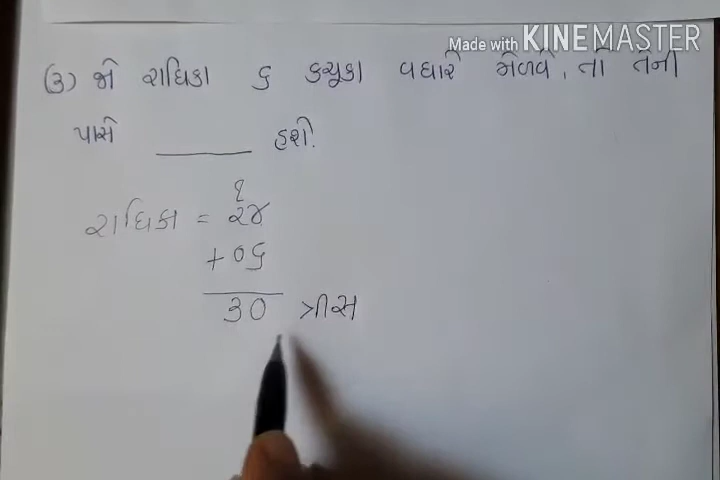 Made with KINEMASTER
(૩) જો રાધિકા ૬ કચૂકા વધારે મેળવે, તો તેની
પાસે ______ હશે.
૧
રાધિકા = ૨૪
+ ૦૬
૩૦ ત્રીસ